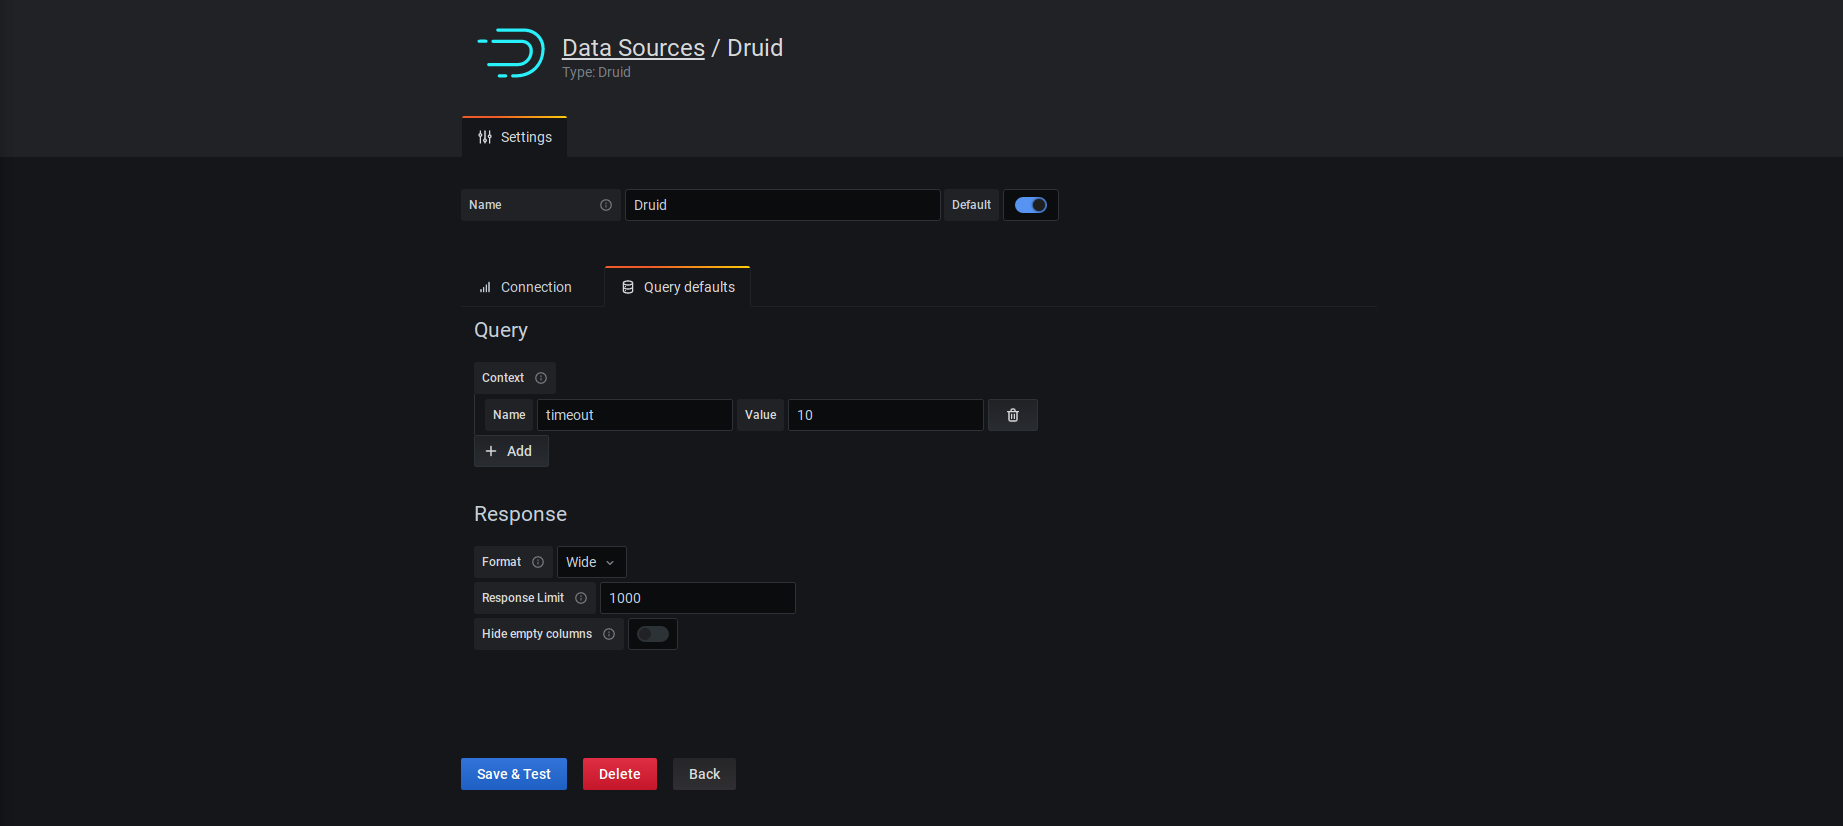 Data Sources / Druid
Type: Druid
Settings
Name Druid Default
Connection Query defaults
Query
Context
Name timeout Value 10
Add
Response
Format Wide
Response Limit 1000
Hide empty columns
Save & Test Delete Back